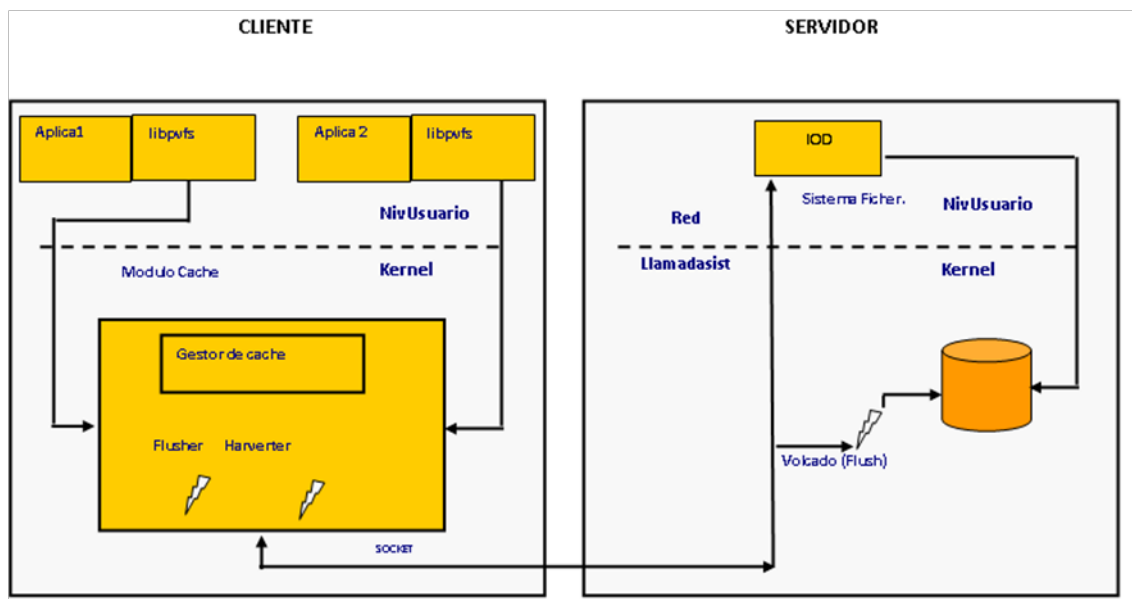 CLIENTE
SERVIDOR
Aplica1
libpvfs
Aplica 2
libpvfs
NivUsuario
Modulo Cache
Kernel
Gestor de cache
Flusher
Harverter
SOCKET
IOD
Sistema Ficher.
NivUsuario
Red
Llamadasist
Kernel
Volcado (Flush)